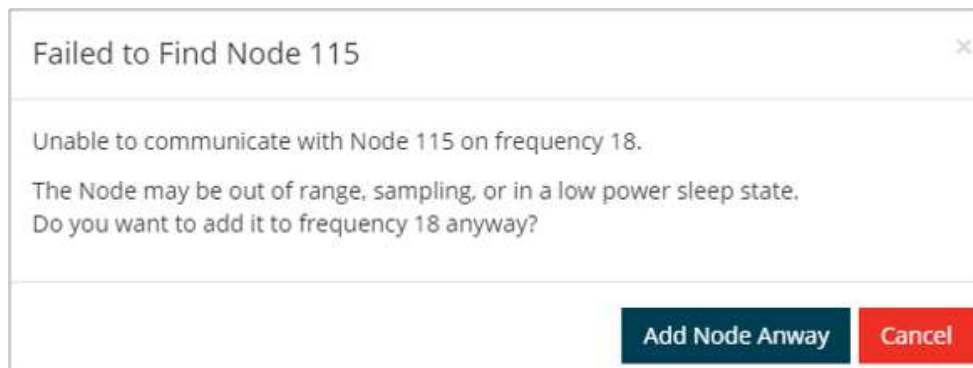 Failed to Find Node 115
×
Unable to communicate with Node 115 on frequency 18.
The Node may be out of range, sampling, or in a low power sleep state.
Do you want to add it to frequency 18 anyway?
Add Node Anway
Cancel